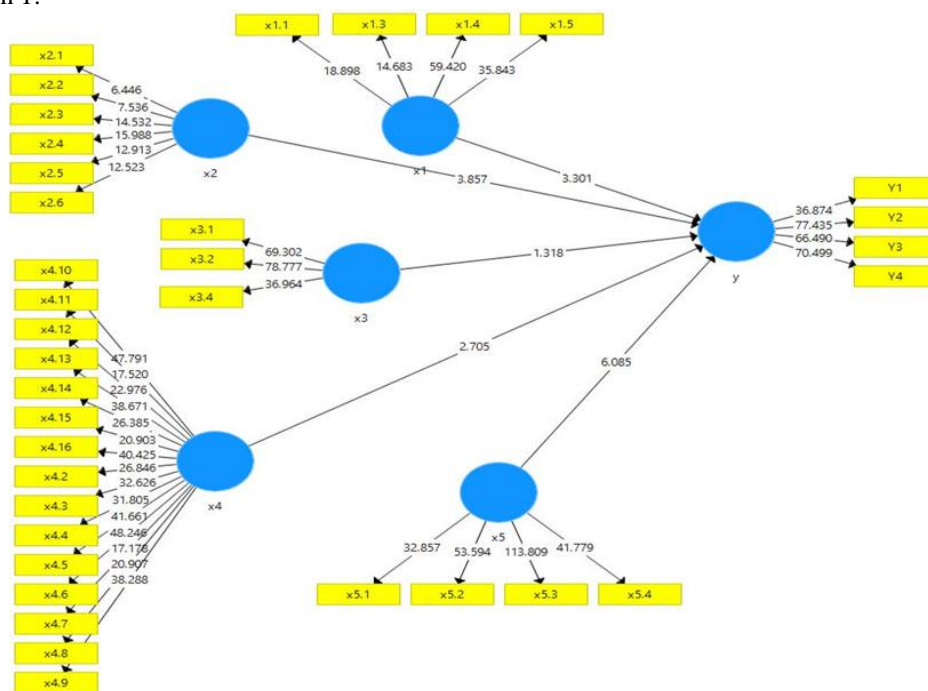 x1.1
x1.3
x1.4
x1.5
18.898
14.683
59.420
35.843
x1
x2.1
x2.2
x2.3
x2.4
x2.5
x2.6
6.446
7.536
14.532
15.988
12.913
12.523
x2
3.857
3.301
x3.1
x3.2
x3.4
69.302
78.777
36.964
x3
1.318
y
36.874
77.435
66.490
70.499
Y1
Y2
Y3
Y4
x4.10
x4.11
x4.12
x4.13
x4.14
x4.15
x4.16
x4.2
x4.3
x4.4
x4.5
x4.6
x4.7
x4.8
x4.9
47.791
17.520
22.976
38.671
26.385
20.903
40.425
26.846
32.626
31.805
41.661
48.246
17.178
20.907
38.288
x4
2.705
6.085
x5
32.857
53.594
113.809
41.779
x5.1
x5.2
x5.3
x5.4